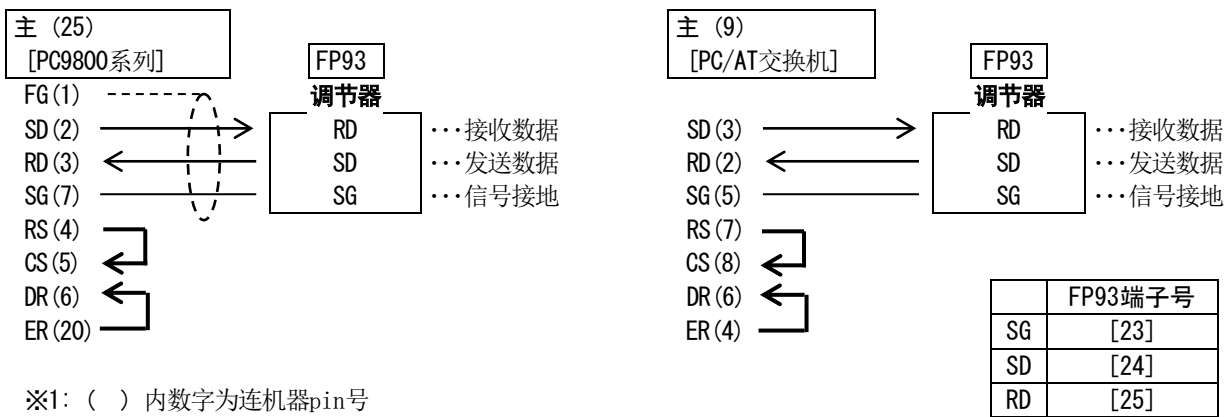 主 (25)
[PC9800系列]
FP93
调节器
FG(1)
SD(2) RD ···接收数据
RD(3) SD ···发送数据
SG(7) SG ···信号接地
RS(4)
CS(5)
DR(6)
ER(20)
※1: ( ) 内数字为连机器pin号
主 (9)
[PC/AT交换机]
FP93
调节器
SD(3) RD ···接收数据
RD(2) SD ···发送数据
SG(5) SG ···信号接地
RS(7)
CS(8)
DR(6)
ER(4)
FP93端子号
SG [23]
SD [24]
RD [25]